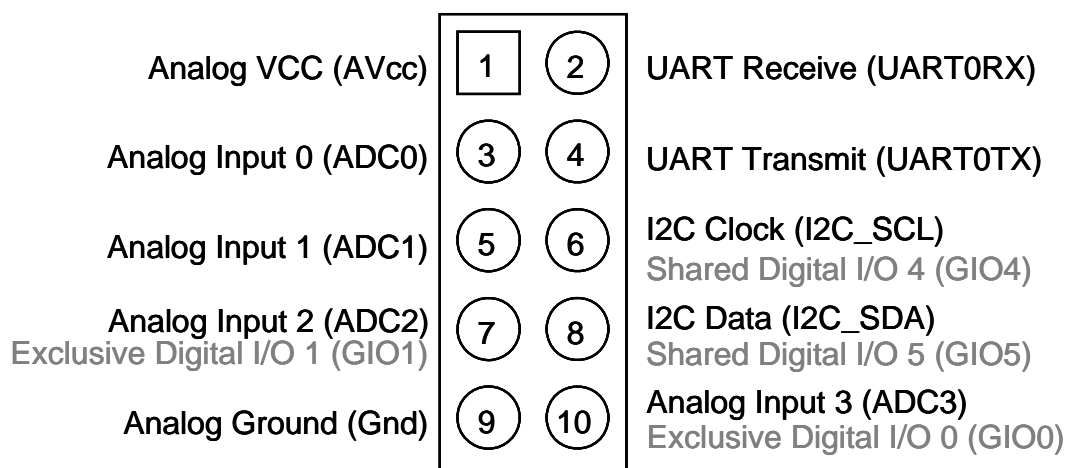 Analog VCC (AVcc) 1 2 UART Receive (UART0RX)
Analog Input 0 (ADC0) 3 4 UART Transmit (UART0TX)
Analog Input 1 (ADC1) 5 6 I2C Clock (I2C_SCL)
Shared Digital I/O 4 (GIO4)
Analog Input 2 (ADC2) 7 8 I2C Data (I2C_SDA)
Exclusive Digital I/O 1 (GIO1) Shared Digital I/O 5 (GIO5)
Analog Ground (Gnd) 9 10 Analog Input 3 (ADC3)
Exclusive Digital I/O 0 (GIO0)